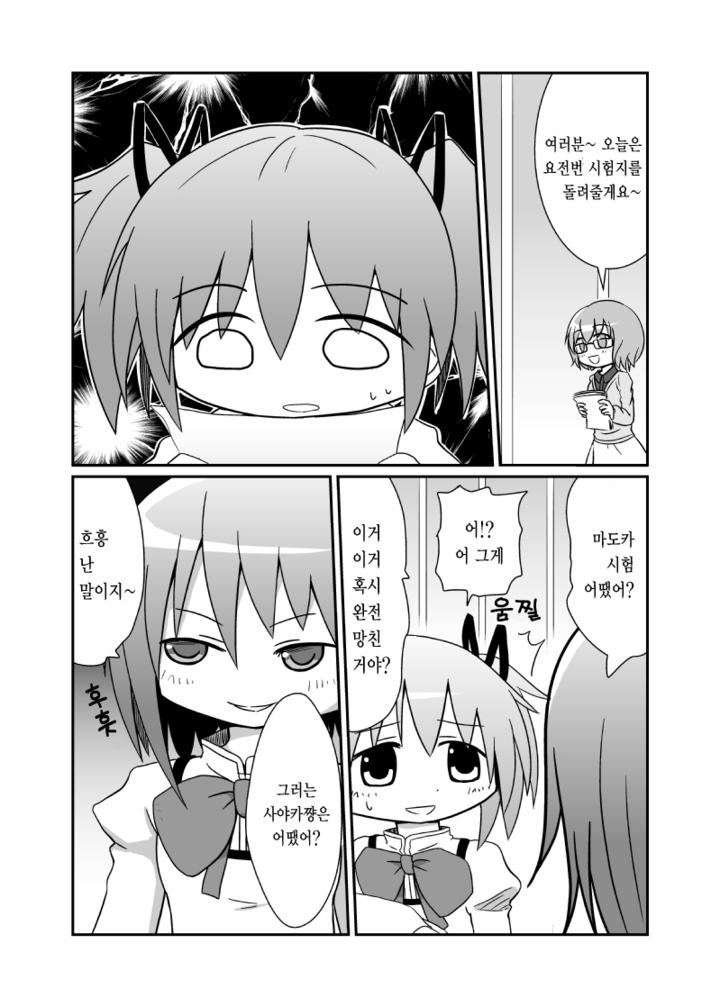 여러분~ 오늘은
요전번 시험지를
돌려줄게요~
마도카
시험
어땠어?
어!?
어 그게
움찔
이거
이거
혹시
완전
망친
거야?
그러는
사야카쨩은
어땠어?
흐흥
난
말이지~
후훗